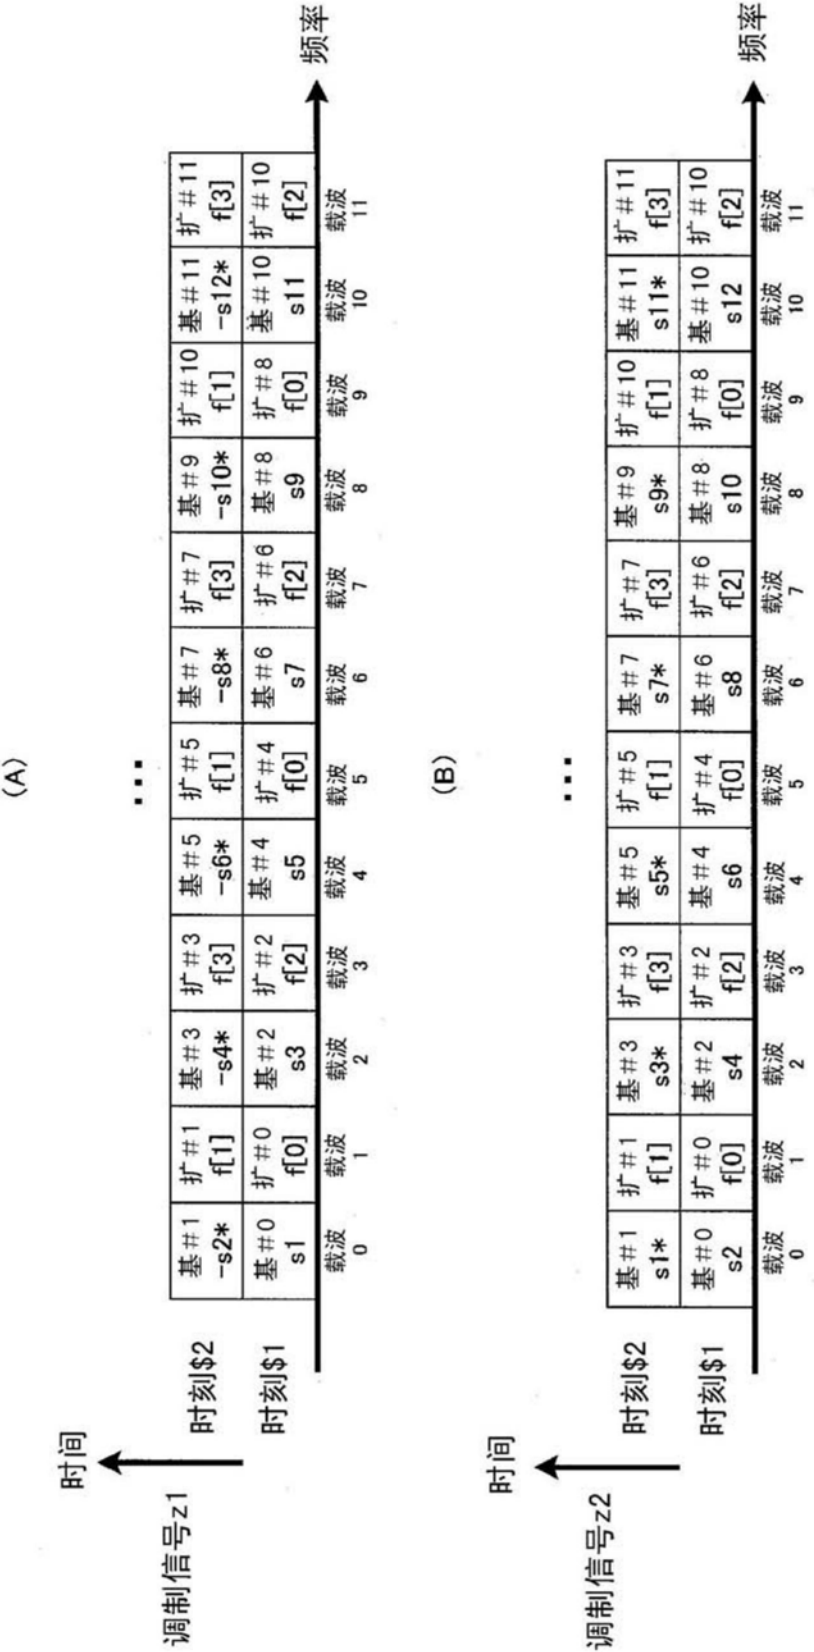 (A)
时间
调制信号z1
时刻$2
基#1 扩#1 基#3 扩#3 基#5 扩#5 基#7 扩#7 基#9 扩#10 基#11 扩#11
-s2* f[1] -s4* f[3] -s6* f[1] -s8* f[3] -s10* f[1] -s12* f[3]
时刻$1
基#0 扩#0 基#2 扩#2 基#4 扩#4 基#6 扩#6 基#8 扩#8 基#10 扩#10
s1 f[0] s3 f[2] s5 f[0] s7 f[2] s9 f[0] s11 f[2]
载波 载波 载波 载波 载波 载波 载波 载波 载波 载波 载波 载波
0 1 2 3 4 5 6 7 8 9 10 11
频率
...
(B)
时间
调制信号z2
时刻$2
基#1 扩#1 基#3 扩#3 基#5 扩#5 基#7 扩#7 基#9 扩#10 基#11 扩#11
s1* f[1] s3* f[3] s5* f[1] s7* f[3] s9* f[1] s11* f[3]
时刻$1
基#0 扩#0 基#2 扩#2 基#4 扩#4 基#6 扩#6 基#8 扩#8 基#10 扩#10
s2 f[0] s4 f[2] s6 f[0] s8 f[2] s10 f[0] s12 f[2]
载波 载波 载波 载波 载波 载波 载波 载波 载波 载波 载波 载波
0 1 2 3 4 5 6 7 8 9 10 11
频率
...